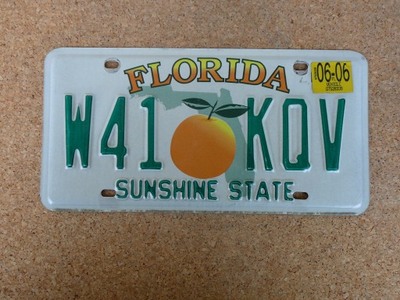 FLORIDA
06-06
W41 KQV
SUNSHINE STATE